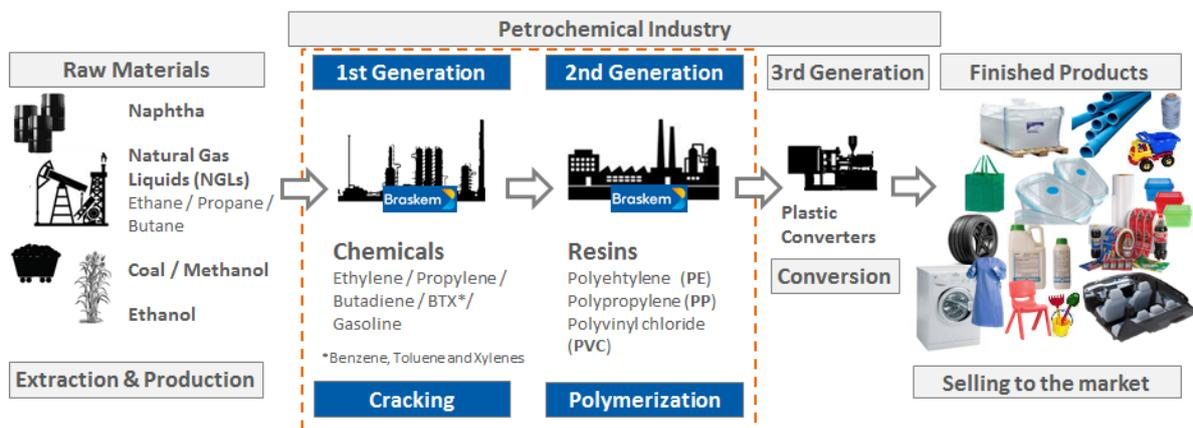 Petrochemical Industry
Raw Materials
Naphtha
Natural Gas
Liquids (NGLs)
Ethane / Propane /
Butane
Coal / Methanol
Ethanol
Extraction & Production
1st Generation
Braskem
Chemicals
Ethylene / Propylene /
Butadiene / BTX*/
Gasoline
*Benzene, Toluene and Xylenes
Cracking
2nd Generation
Braskem
Resins
Polyehtylene (PE)
Polypropylene (PP)
Polyvinyl chloride
(PVC)
Polymerization
3rd Generation
Plastic
Converters
Conversion
Finished Products
Selling to the market